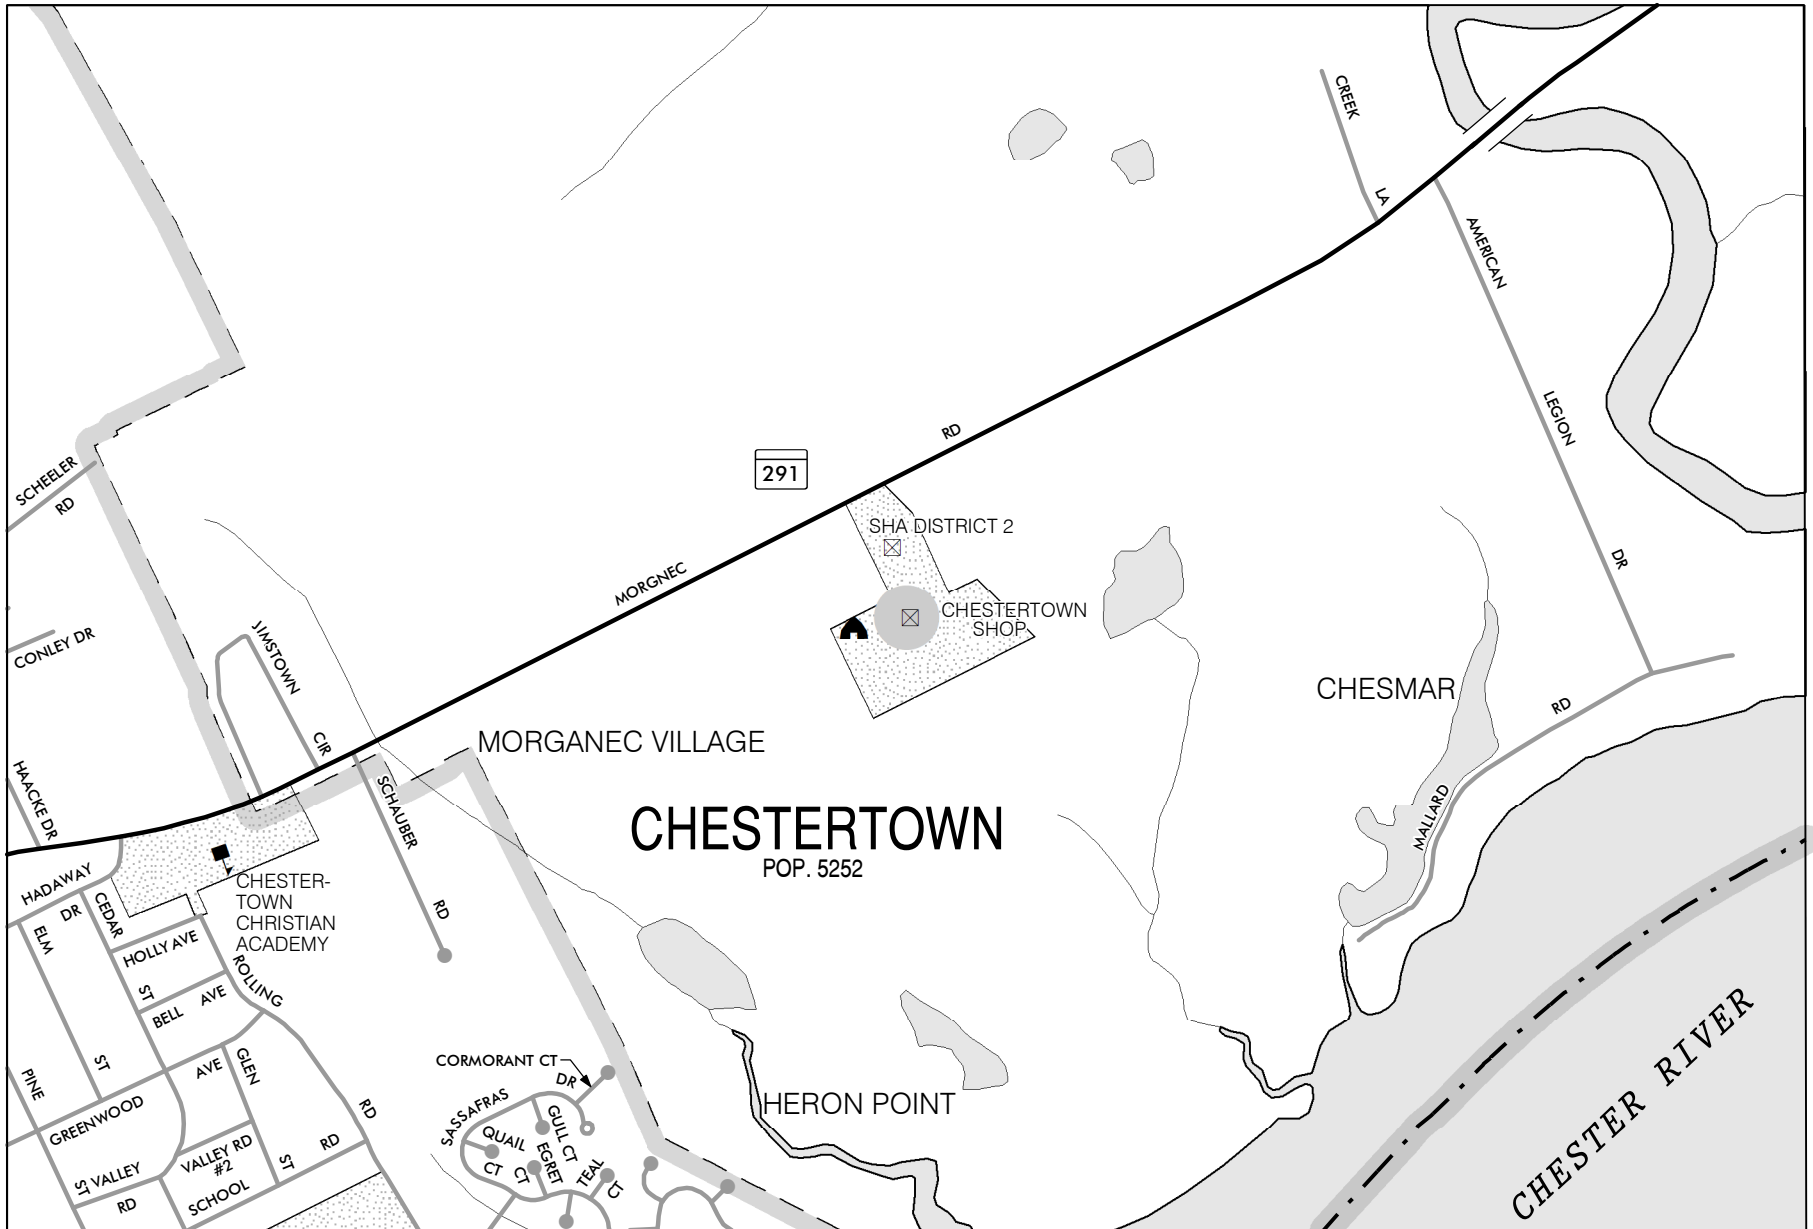 CREEK
LA
AMERICAN
LEGION
DR
RD
291
SCHEELER
RD
SHA DISTRICT 2
MORGNEC
CHESTERTOWN
SHOP
CONLEY DR
JIMSTOWN
CIR
CHESMAR
RD
MORGANEC VILLAGE
HAACKE DR
SCHAUBER
RD
CHESTERTOWN
POP. 5252
MALLARD
HADAWAY
DR
CHESTER-
TOWN
CHRISTIAN
ACADEMY
CEDAR
ST
ELM
ST
HOLLY AVE
ROLLING
RD
BELL AVE
PINE
ST
GREENWOOD
AVE
GLEN
ST
CORMORANT CT
SASSAFRAS
DR
QUAIL
CT
GULL CT
EGRET
CT
TEAL
CT
HERON POINT
VALLEY
RD
VALLEY RD
#2
SCHOOL
RD
CHESTER RIVER